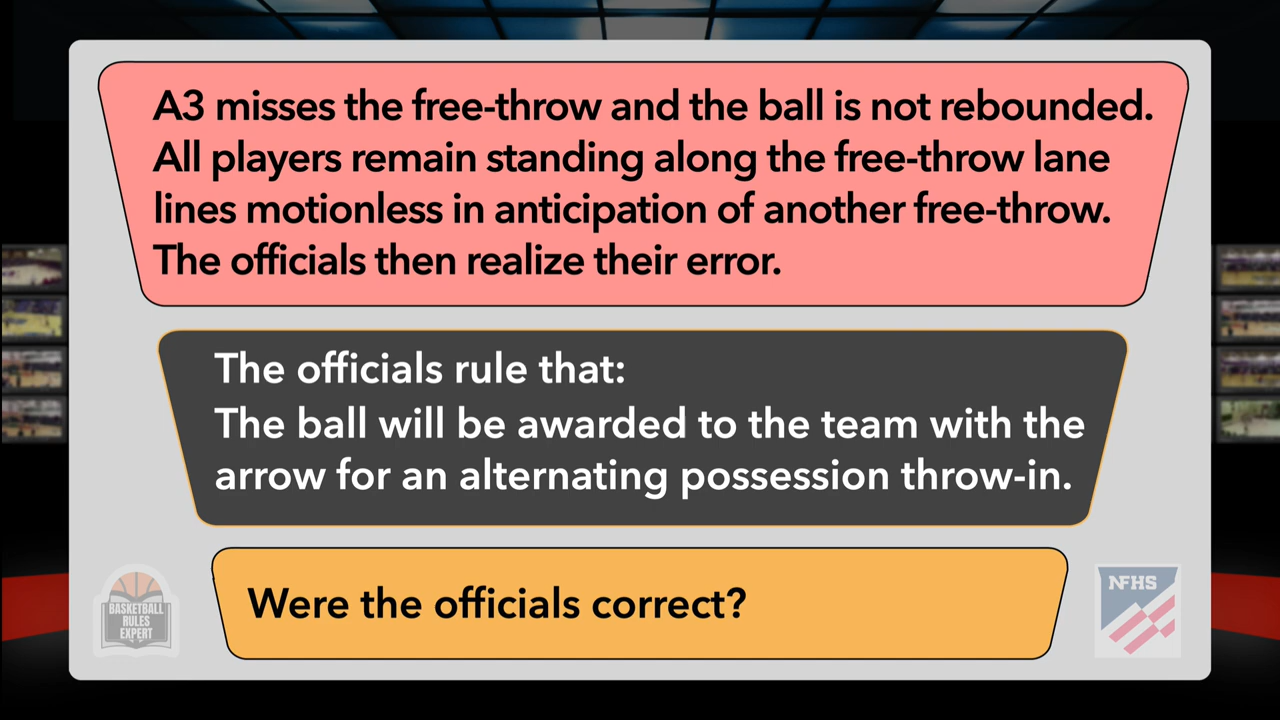 A3 misses the free-throw and the ball is not rebounded.
All players remain standing along the free-throw lane
lines motionless in anticipation of another free-throw.
The officials then realize their error.
The officials rule that:
The ball will be awarded to the team with the
arrow for an alternating possession throw-in.
Were the officials correct?
BASKETBALL
RULES
EXPERT
NFHS